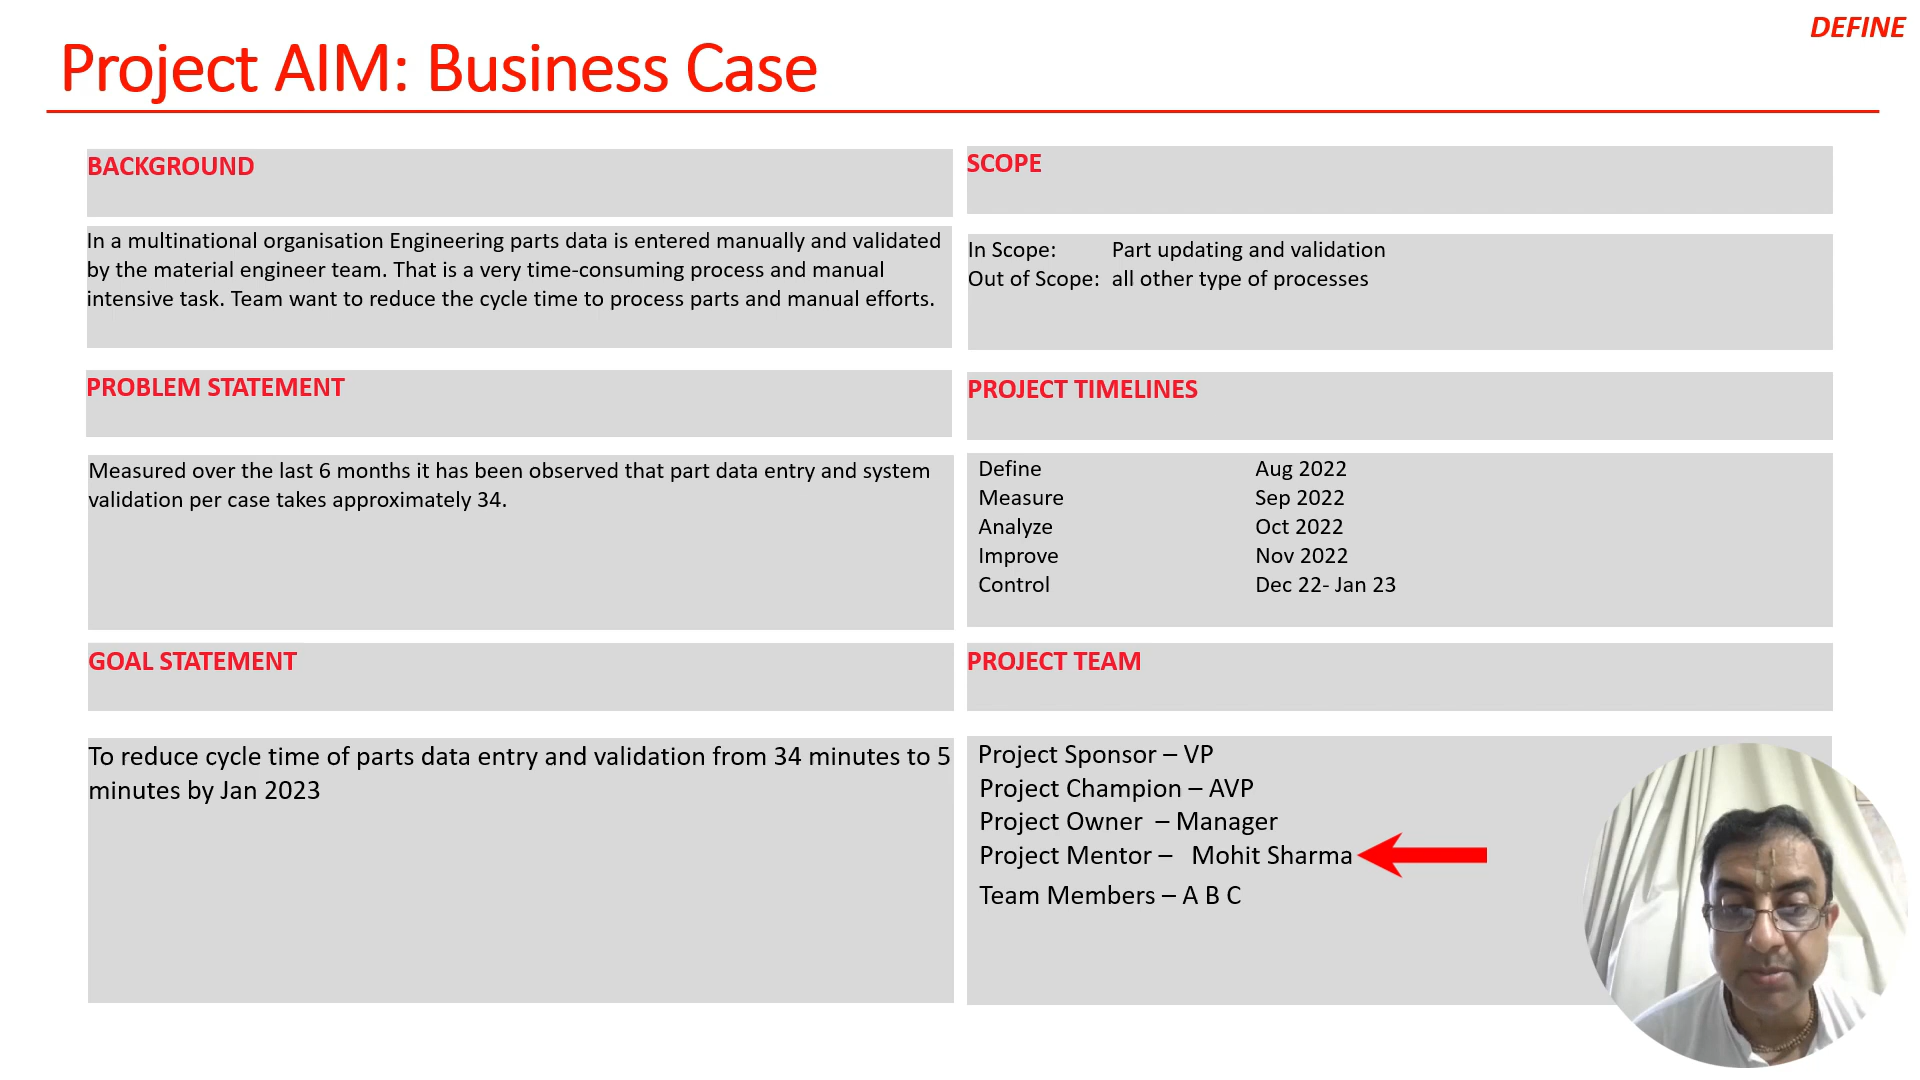 DEFINE
Project AIM: Business Case
BACKGROUND
In a multinational organisation Engineering parts data is entered manually and validated
by the material engineer team. That is a very time-consuming process and manual
intensive task. Team want to reduce the cycle time to process parts and manual efforts.
PROBLEM STATEMENT
Measured over the last 6 months it has been observed that part data entry and system
validation per case takes approximately 34.
GOAL STATEMENT
To reduce cycle time of parts data entry and validation from 34 minutes to 5
minutes by Jan 2023
SCOPE
In Scope: Part updating and validation
Out of Scope: all other type of processes
PROJECT TIMELINES
Define Aug 2022
Measure Sep 2022
Analyze Oct 2022
Improve Nov 2022
Control Dec 22- Jan 23
PROJECT TEAM
Project Sponsor – VP
Project Champion – AVP
Project Owner – Manager
Project Mentor – Mohit Sharma
Team Members – A B C